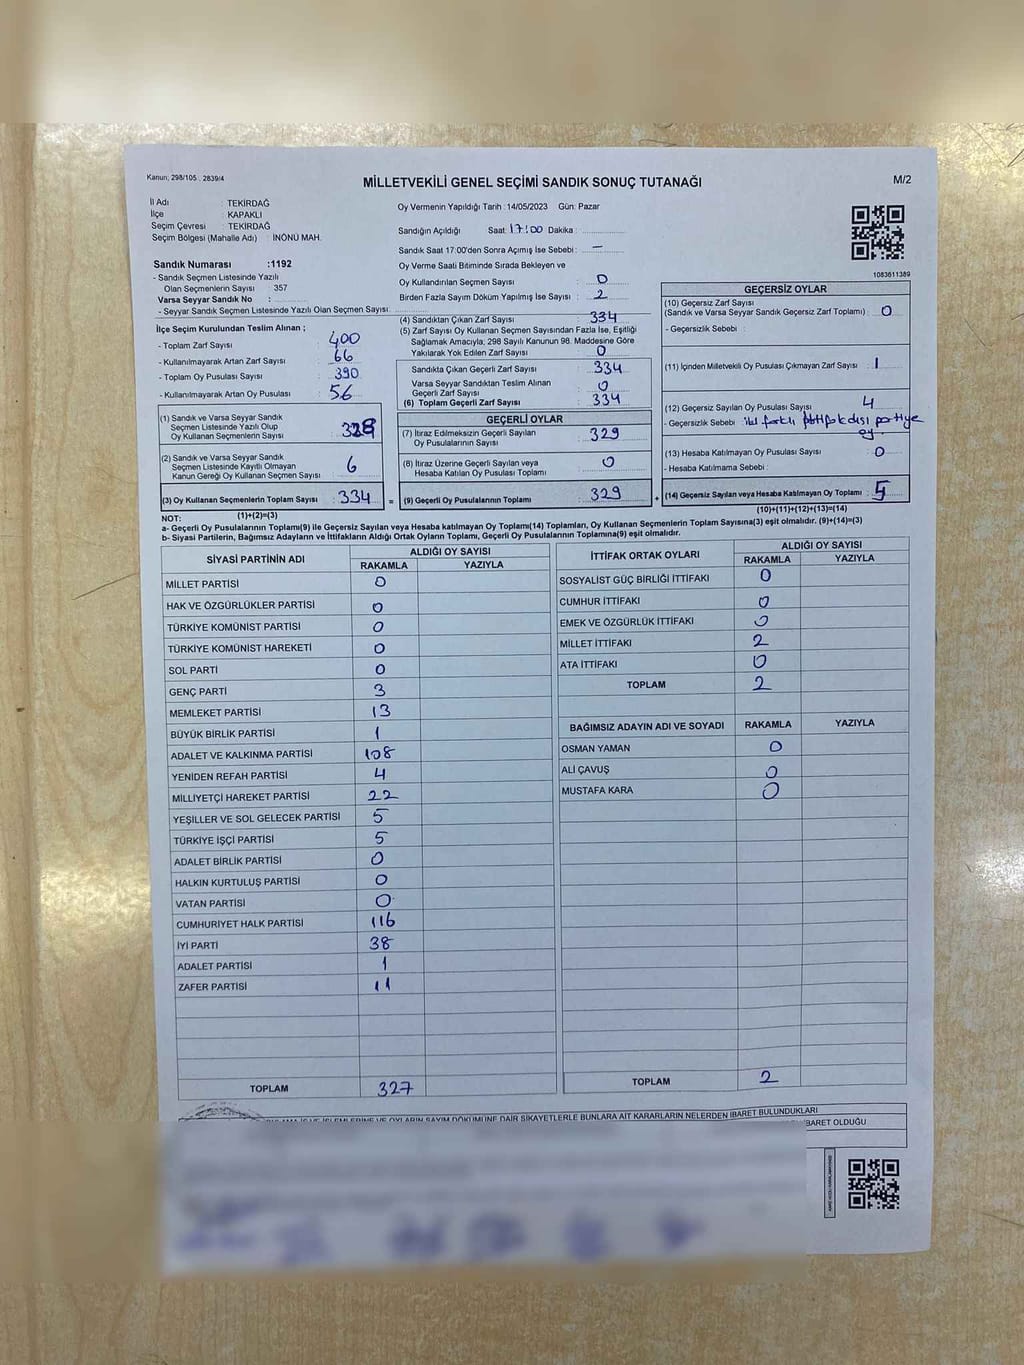 Kanun; 298/105 . 2839/4
MİLLETVEKİLİ GENEL SEÇİMİ SANDIK SONUÇ TUTANAĞI
M/2
İl Adı : TEKİRDAĞ
İlçe : KAPAKLI
Seçim Çevresi : TEKİRDAĞ
Seçim Bölgesi (Mahalle Adı) : İNÖNÜ MAH.
Oy Vermenin Yapıldığı Tarih :14/05/2023 Gün: Pazar
Sandığın Açıldığı Saat: 17:00 Dakika :
Sandık Saat 17:00'den Sonra Açımış İse Sebebi : —
Oy Verme Saati Bitiminde Sırada Bekleyen ve
Oy Kullandırılan Seçmen Sayısı : 0
Birden Fazla Sayım Döküm Yapılmış İse Sayısı : 2
Sandık Numarası :1192
- Sandık Seçmen Listesinde Yazılı
Olan Seçmenlerin Sayısı : 357
Varsa Seyyar Sandık No :
- Seyyar Sandık Seçmen Listesinde Yazılı Olan Seçmen Sayısı:
İlçe Seçim Kurulundan Teslim Alınan ;
- Toplam Zarf Sayısı : 400
- Kullanılmayarak Artan Zarf Sayısı : 66
- Toplam Oy Pusulası Sayısı : 390
- Kullanılmayarak Artan Oy Pusulası : 56
(1) Sandık ve Varsa Seyyar Sandık
Seçmen Listesinde Yazılı Olup
Oy Kullanan Seçmenlerin Sayısı : 328
(2) Sandık ve Varsa Seyyar Sandık
Seçmen Listesinde Kayıtlı Olmayan
Kanun Gereği Oy Kullanan Seçmen Sayısı : 6
(3) Oy Kullanan Seçmenlerin Toplam Sayısı : 334
(1)+(2)=(3)
(4) Sandıktan Çıkan Zarf Sayısı : 334
(5) Zarf Sayısı Oy Kullanan Seçmen Sayısından Fazla İse, Eşitliği
Sağlamak Amacıyla; 298 Sayılı Kanunun 98. Maddesine Göre
Yakılarak Yok Edilen Zarf Sayısı : 0
Sandıkta Çıkan Geçerli Zarf Sayısı : 334
Varsa Seyyar Sandıktan Teslim Alınan
Geçerli Zarf Sayısı : 0
(6) Toplam Geçerli Zarf Sayısı : 334
GEÇERLİ OYLAR
(7) İtiraz Edilmeksizin Geçerli Sayılan
Oy Pusulalarının Sayısı : 329
(8) İtiraz Üzerine Geçerli Sayılan veya
Hesaba Katılan Oy Pusulası Toplamı : 0
= (9) Geçerli Oy Pusulalarının Toplamı : 329
1083611389
GEÇERSİZ OYLAR
(10) Geçersiz Zarf Sayısı
(Sandık ve Varsa Seyyar Sandık Geçersiz Zarf Toplamı) : 0
- Geçersizlik Sebebi :
(11) İçinden Milletvekili Oy Pusulası Çıkmayan Zarf Sayısı : 1
(12) Geçersiz Sayılan Oy Pusulası Sayısı : 4
- Geçersizlik Sebebi : iki farklı partiye
oy.
(13) Hesaba Katılmayan Oy Pusulası Sayısı : 0
- Hesaba Katılmama Sebebi :
+ (14) Geçersiz Sayılan veya Hesaba Katılmayan Oy Toplamı : 5
(10)+(11)+(12)+(13)=(14)
NOT:
a- Geçerli Oy Pusulalarının Toplamı(9) ile Geçersiz Sayılan veya Hesaba katılmayan Oy Toplamı(14) Toplamları, Oy Kullanan Seçmenlerin Toplam Sayısına(3) eşit olmalıdır. (9)+(14)=(3)
b- Siyasi Partilerin, Bağımsız Adayların ve İttifakların Aldığı Ortak Oyların Toplamı, Geçerli Oy Pusulalarının Toplamına(9) eşit olmalıdır.
SİYASİ PARTİNİN ADI ALDIĞI OY SAYISI
RAKAMLA YAZIYLA
MİLLET PARTİSİ 0
HAK VE ÖZGÜRLÜKLER PARTİSİ 0
TÜRKİYE KOMÜNİST PARTİSİ 0
TÜRKİYE KOMÜNİST HAREKETİ 0
SOL PARTİ 0
GENÇ PARTİ 3
MEMLEKET PARTİSİ 13
BÜYÜK BİRLİK PARTİSİ 1
ADALET VE KALKINMA PARTİSİ 108
YENİDEN REFAH PARTİSİ 4
MİLLİYETÇİ HAREKET PARTİSİ 22
YEŞİLLER VE SOL GELECEK PARTİSİ 5
TÜRKİYE İŞÇİ PARTİSİ 5
ADALET BİRLİK PARTİSİ 0
HALKIN KURTULUŞ PARTİSİ 0
VATAN PARTİSİ 0
CUMHURİYET HALK PARTİSİ 116
İYİ PARTİ 38
ADALET PARTİSİ 1
ZAFER PARTİSİ 11
TOPLAM 327
İTTİFAK ORTAK OYLARI ALDIĞI OY SAYISI
RAKAMLA YAZIYLA
SOSYALİST GÜÇ BİRLİĞİ İTTİFAKI 0
CUMHUR İTTİFAKI 0
EMEK VE ÖZGÜRLÜK İTTİFAKI 0
MİLLET İTTİFAKI 2
ATA İTTİFAKI 0
TOPLAM 2
BAĞIMSIZ ADAYIN ADI VE SOYADI RAKAMLA YAZIYLA
OSMAN YAMAN 0
ALİ ÇAVUŞ 0
MUSTAFA KARA 0
TOPLAM 2
OYLARIN SAYIM DÖKÜMÜNE DAİR ŞİKAYETLERLE BUNLARA AİT KARARLARIN NELERDEN İBARET BULUNDUKLARI
İBARET OLDUĞU